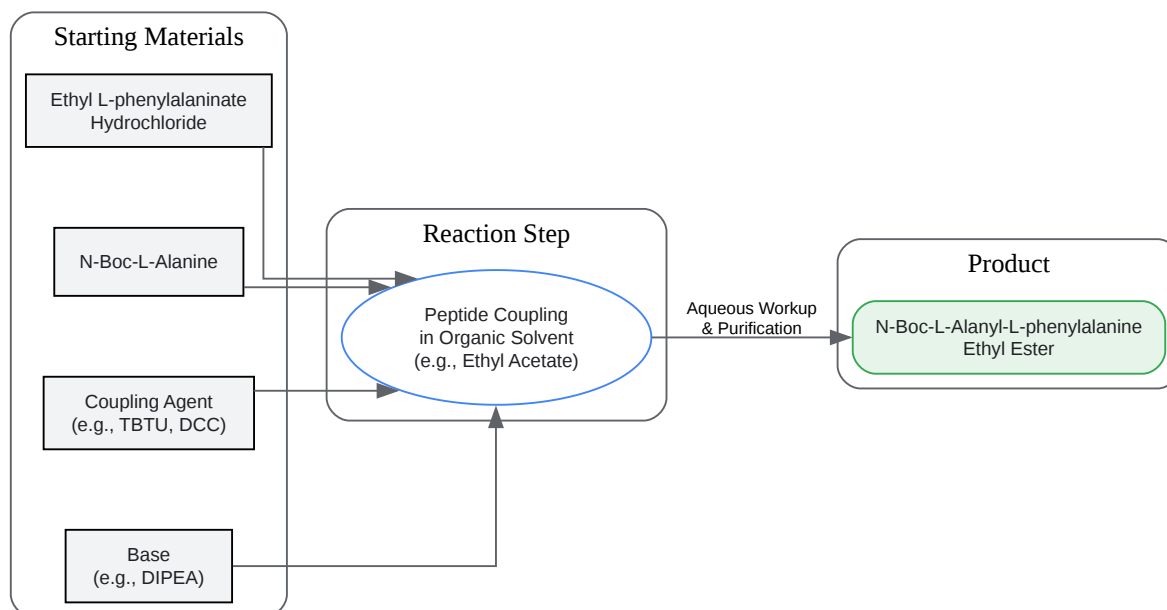 Starting Materials
Ethyl L-phenylalaninate
Hydrochloride
N-Boc-L-Alanine
Coupling Agent
(e.g., TBTU, DCC)
Base
(e.g., DIPEA)
Reaction Step
Peptide Coupling
in Organic Solvent
(e.g., Ethyl Acetate)
Aqueous Workup
& Purification
Product
N-Boc-L-Alanyl-L-phenylalanine
Ethyl Ester